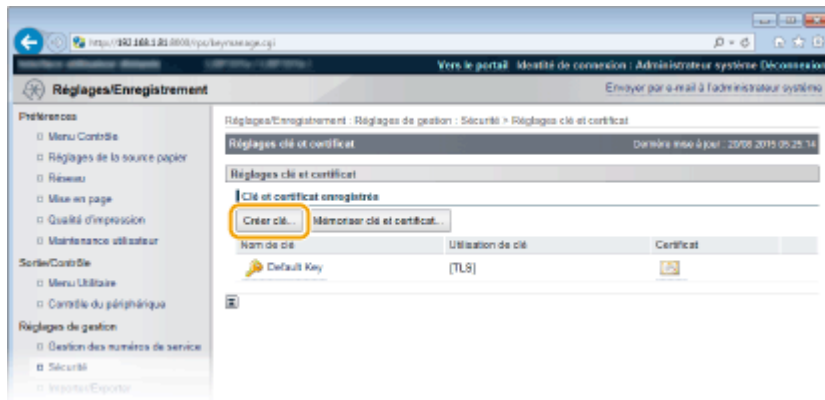 Vers le portail Identité de connexion : Administrateur système Déconnexion
Réglages/Enregistrement
Envoyer par e-mail à l'administrateur système
Préférences
Menu Contrôle
Réglages de la source papier
Réseau
Mise en page
Qualité d'impression
Maintenance utilisateur
Sortie/Contrôle
Menu Utilitaire
Contrôle du périphérique
Réglages de gestion
Gestion des numéros de service
Sécurité
Importer/Exporter
Réglages/Enregistrement : Réglages de gestion : Sécurité > Réglages clé et certificat
Réglages clé et certificat
Dernière mise à jour : 20/08 2015 05:25:14
Réglages clé et certificat
Clé et certificat enregistrés
Créer clé... Mémoriser clé et certificat...
Nom de clé Utilisation de clé Certificat
Default Key [TLS]